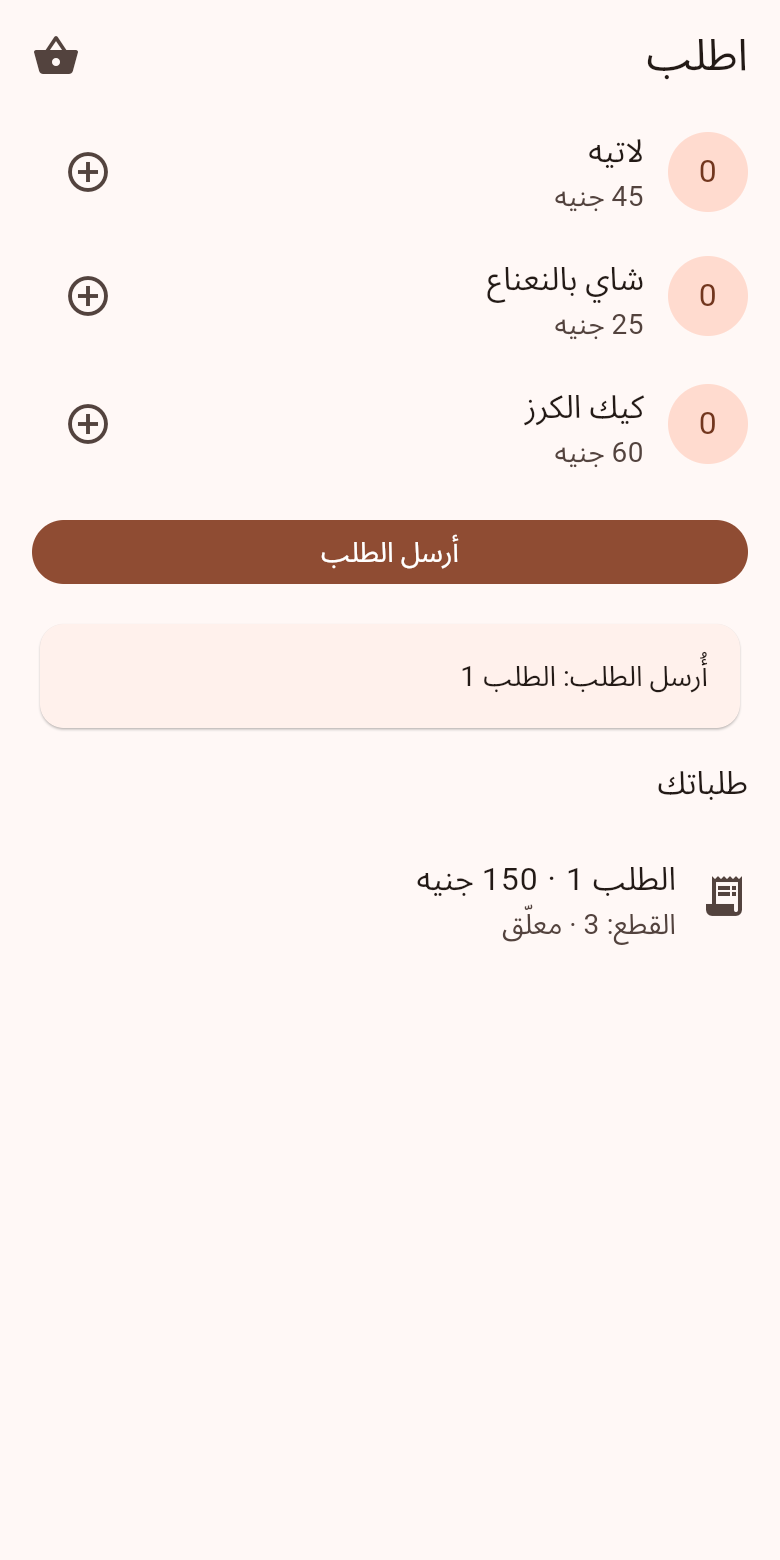 اطلب
0
لاتيه
45 جنيه
0
شاي بالنعناع
25 جنيه
0
كيك الكرز
60 جنيه
أرسل الطلب
أُرسل الطلب: الطلب 1
طلباتك
الطلب 1 · 150 جنيه
القطع: 3 · معلّق